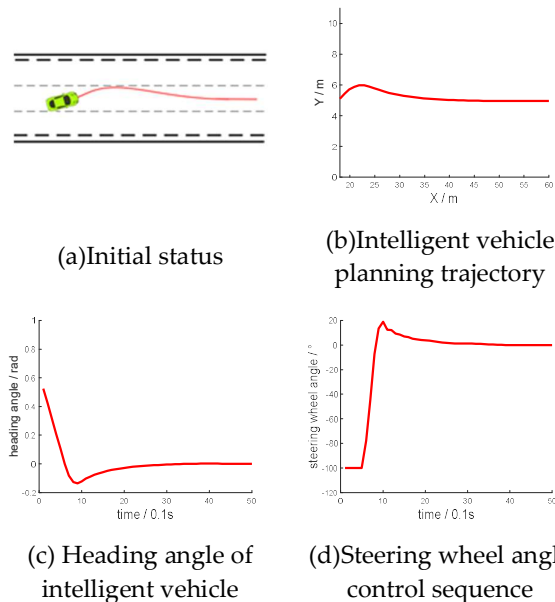 10
8
6
4
2
0
Y / m
20 25 30 35 40 45 50 55 60
X / m
(a)Initial status
(b)Intelligent vehicle
planning trajectory
1
0.8
0.6
0.4
0.2
0
-0.2
heading angle / rad
0 10 20 30 40 50
time / 0.1s
20
0
-20
-40
-60
-80
-100
-120
steering wheel angle / °
0 10 20 30 40 50
time / 0.1s
(c) Heading angle of
intelligent vehicle
(d)Steering wheel angl
control sequence